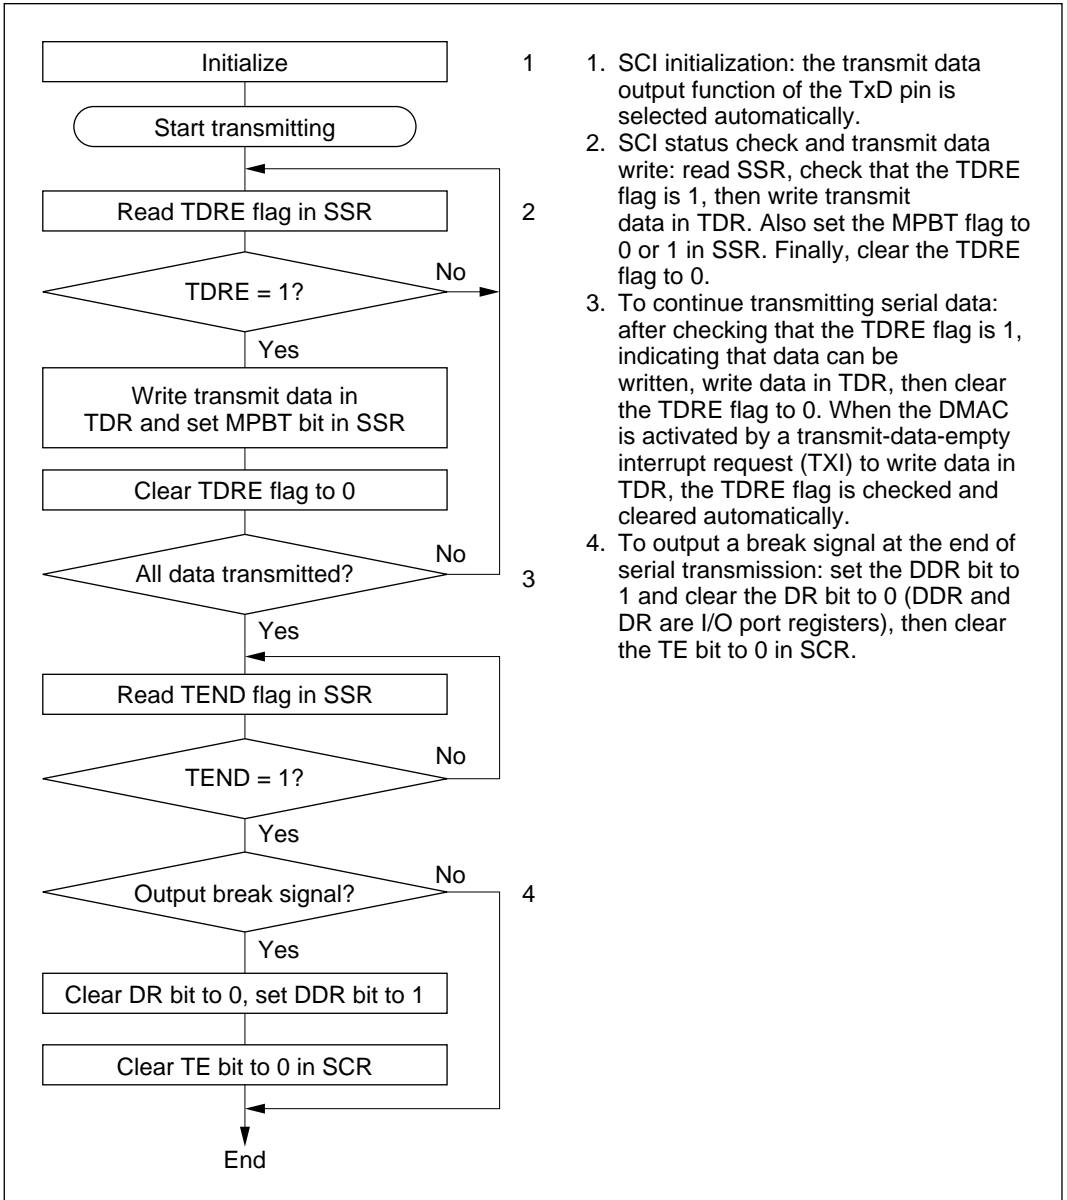 Initialize
1
Start transmitting
Read TDRE flag in SSR
2
TDRE = 1?
No
Yes
Write transmit data in
TDR and set MPBT bit in SSR
Clear TDRE flag to 0
All data transmitted?
No
3
Yes
Read TEND flag in SSR
TEND = 1?
No
Yes
Output break signal?
No
4
Yes
Clear DR bit to 0, set DDR bit to 1
Clear TE bit to 0 in SCR
End
1. SCI initialization: the transmit data
output function of the TxD pin is
selected automatically.
2. SCI status check and transmit data
write: read SSR, check that the TDRE
flag is 1, then write transmit
data in TDR. Also set the MPBT flag to
0 or 1 in SSR. Finally, clear the TDRE
flag to 0.
3. To continue transmitting serial data:
after checking that the TDRE flag is 1,
indicating that data can be
written, write data in TDR, then clear
the TDRE flag to 0. When the DMAC
is activated by a transmit-data-empty
interrupt request (TXI) to write data in
TDR, the TDRE flag is checked and
cleared automatically.
4. To output a break signal at the end of
serial transmission: set the DDR bit to
1 and clear the DR bit to 0 (DDR and
DR are I/O port registers), then clear
the TE bit to 0 in SCR.